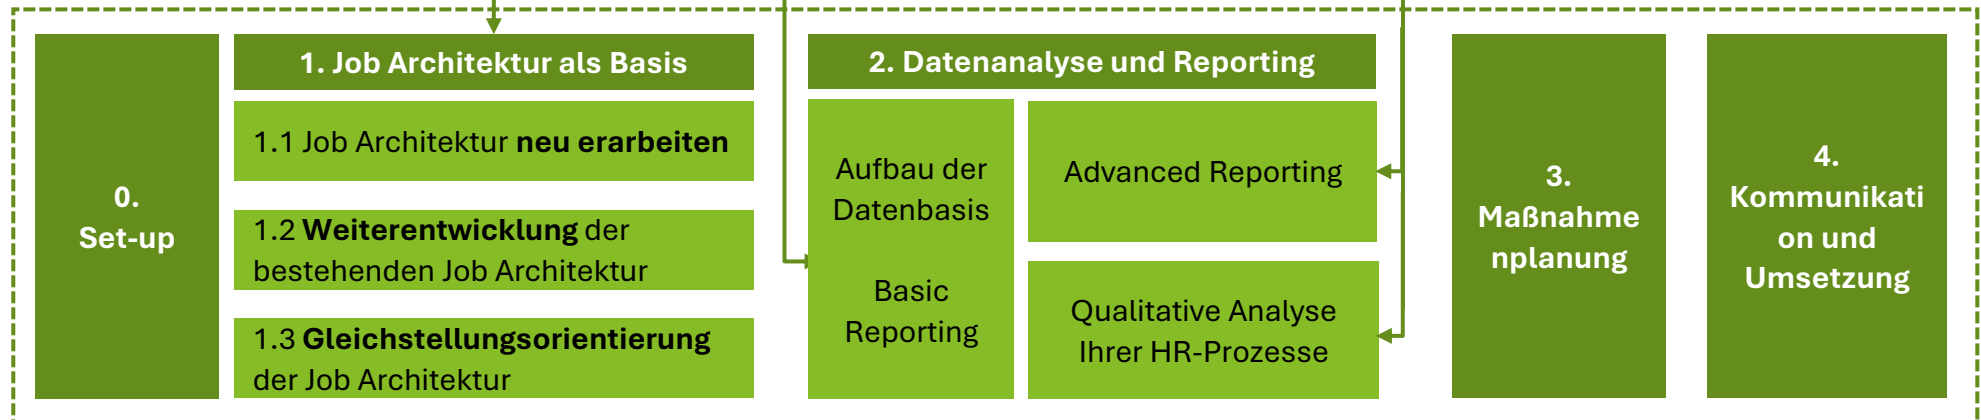 0.
Set-up
1. Job Architektur als Basis
1.1 Job Architektur neu erarbeiten
1.2 Weiterentwicklung der
bestehenden Job Architektur
1.3 Gleichstellungsorientierung
der Job Architektur
2. Datenanalyse und Reporting
Aufbau der
Datenbasis
Basic
Reporting
Advanced Reporting
Qualitative Analyse
Ihrer HR-Prozesse
3.
Maßnahme
nplanung
4.
Kommunikati
on und
Umsetzung